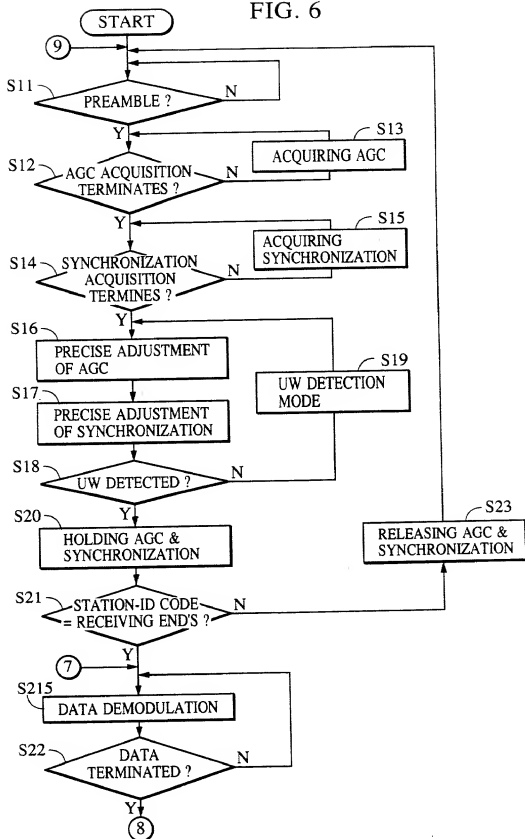 FIG. 6
START
9
S11
PREAMBLE ?
N
Y
S12
AGC ACQUISITION
TERMINATES ?
N
S13
ACQUIRING AGC
Y
S14
SYNCHRONIZATION
ACQUISITION
TERMINES ?
N
S15
ACQUIRING
SYNCHRONIZATION
Y
S16
PRECISE ADJUSTMENT
OF AGC
S17
PRECISE ADJUSTMENT
OF SYNCHRONIZATION
S19
UW DETECTION
MODE
S18
UW DETECTED ?
N
Y
S20
HOLDING AGC &
SYNCHRONIZATION
S23
RELEASING AGC &
SYNCHRONIZATION
S21
STATION-ID CODE
= RECEIVING END'S ?
N
Y
7
S215
DATA DEMODULATION
S22
DATA
TERMINATED ?
N
Y
8